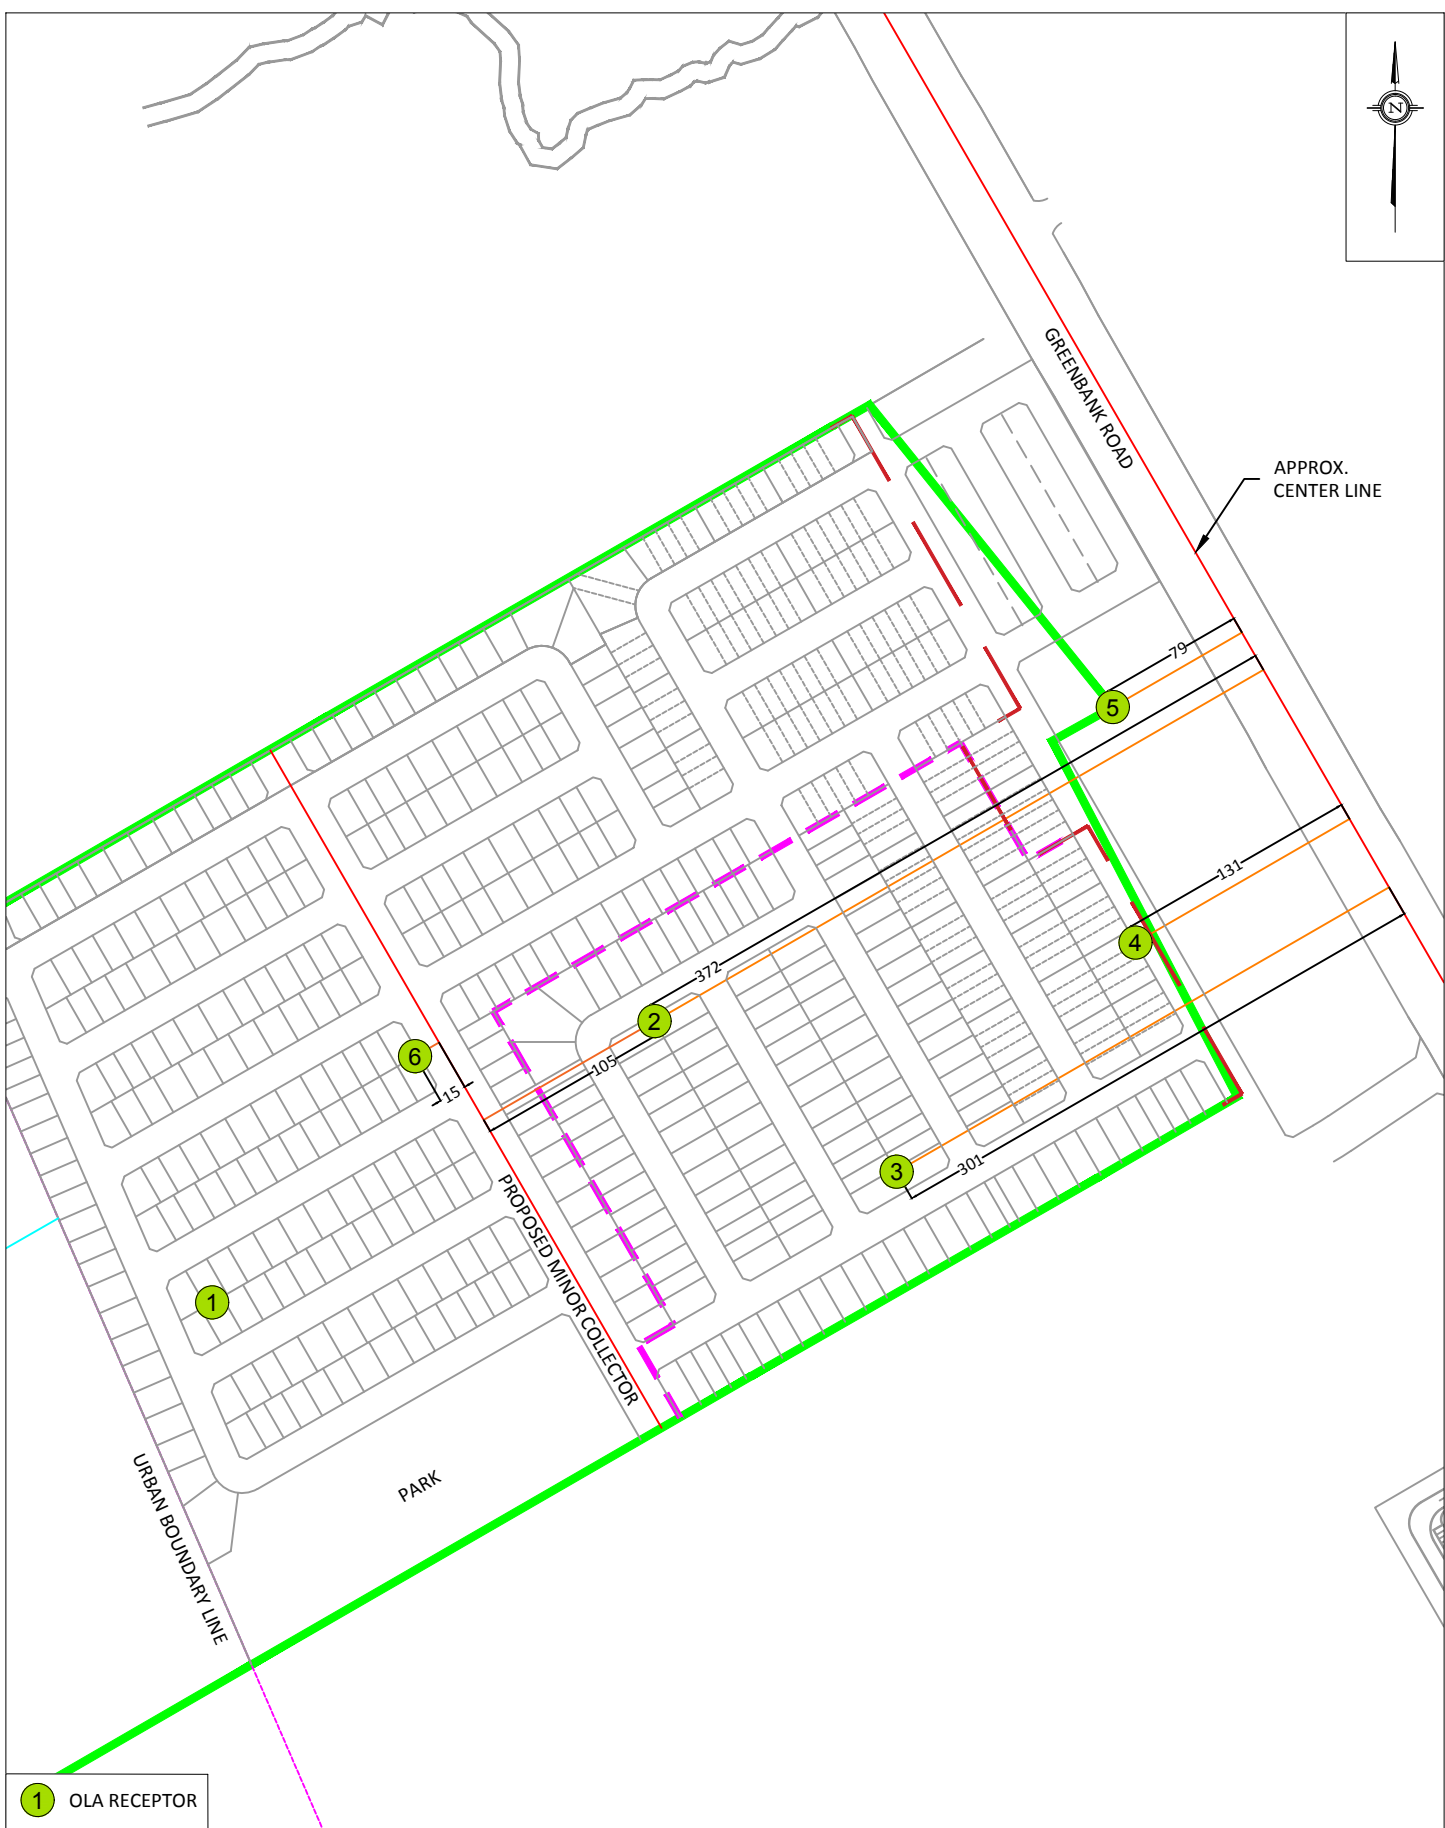 N
GREENBANK ROAD
APPROX.
CENTER LINE
79
5
131
4
372
2
105
6
15
3
301
PROPOSED MINOR COLLECTOR
1
PARK
URBAN BOUNDARY LINE
1 OLA RECEPTOR